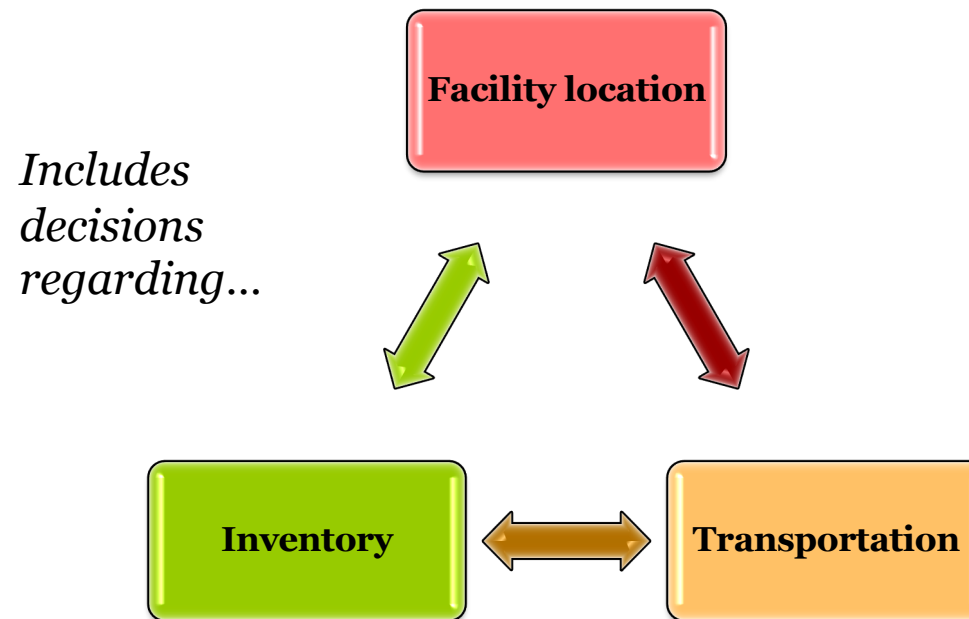 Facility location
Includes
decisions
regarding...
Inventory
Transportation